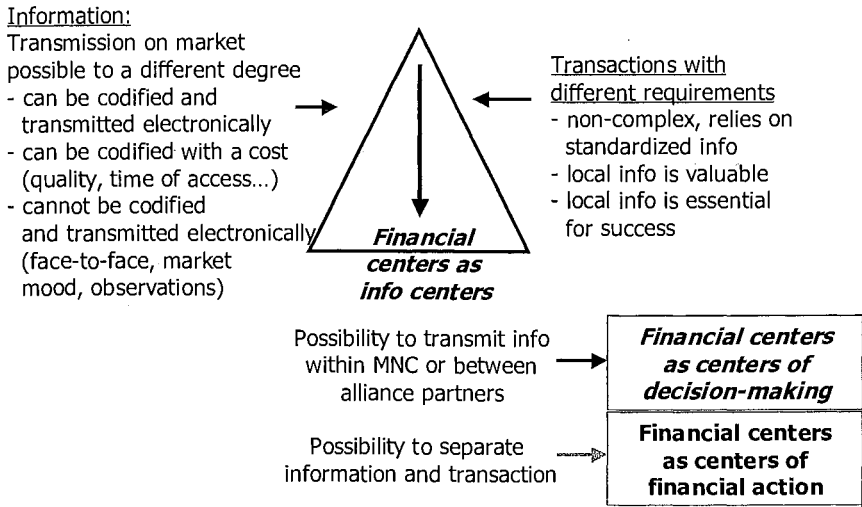 Information:
Transmission on market
possible to a different degree
- can be codified and
transmitted electronically
- can be codified with a cost
(quality, time of access...)
- cannot be codified
and transmitted electronically
(face-to-face, market
mood, observations)
Financial
centers as
info centers
Transactions with
different requirements
- non-complex, relies on
standardized info
- local info is valuable
- local info is essential
for success
Possibility to transmit info
within MNC or between
alliance partners
Financial centers
as centers of
decision-making
Possibility to separate
information and transaction
Financial centers
as centers of
financial action